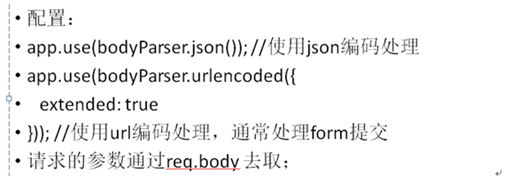 • 配置：
• app.use(bodyParser.json()); //使用json编码处理
• app.use(bodyParser.urlencoded({
• extended: true
• })); //使用url编码处理，通常处理form提交
• 请求的参数通过req.body 去取；